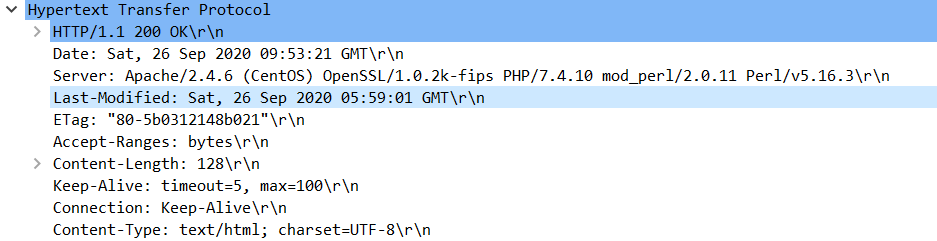 Hypertext Transfer Protocol
HTTP/1.1 200 OK\r\n
Date: Sat, 26 Sep 2020 09:53:21 GMT\r\n
Server: Apache/2.4.6 (CentOS) OpenSSL/1.0.2k-fips PHP/7.4.10 mod_perl/2.0.11 Perl/v5.16.3\r\n
Last-Modified: Sat, 26 Sep 2020 05:59:01 GMT\r\n
ETag: "80-5b0312148b021"\r\n
Accept-Ranges: bytes\r\n
Content-Length: 128\r\n
Keep-Alive: timeout=5, max=100\r\n
Connection: Keep-Alive\r\n
Content-Type: text/html; charset=UTF-8\r\n